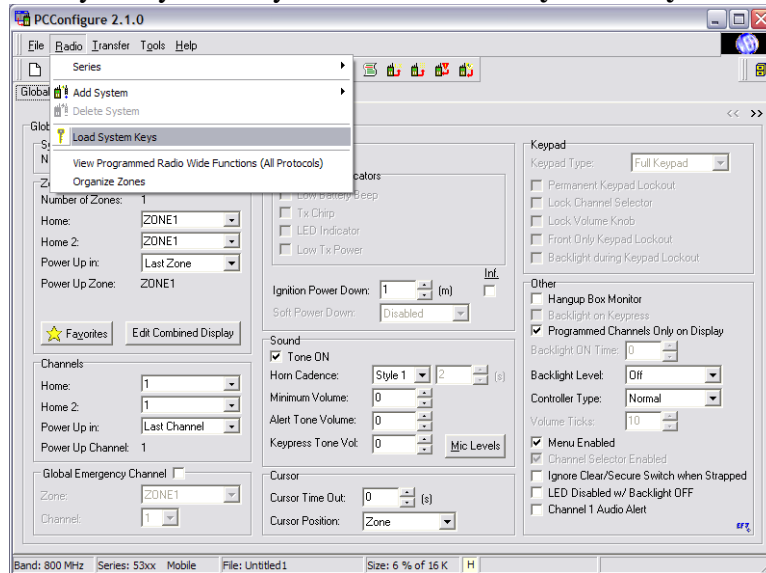 PCConfigure 2.1.0
File Radio Transfer Tools Help
Series
Add System
Delete System
Load System Keys
View Programmed Radio Wide Functions (All Protocols)
Organize Zones
Global
<< >>
Number of Zones: 1
Home: ZONE1
Home 2: ZONE1
Power Up in: Last Zone
Power Up Zone: ZONE1
Favorites Edit Combined Display
Channels
Home: 1
Home 2: 1
Power Up in: Last Channel
Power Up Channel: 1
Global Emergency Channel
Zone: ZONE1
Channel: 1
Low Battery Beep
Tx Chirp
LED Indicator
Low Tx Power
Inf.
Ignition Power Down: 1 (m)
Soft Power Down: Disabled
Sound
Tone ON
Horn Cadence: Style 1 2 (s)
Minimum Volume: 0
Alert Tone Volume: 0
Keypress Tone Vol: 0 Mic Levels
Cursor
Cursor Time Out: 0 (s)
Cursor Position: Zone
Keypad
Keypad Type: Full Keypad
Permanent Keypad Lockout
Lock Channel Selector
Lock Volume Knob
Front Only Keypad Lockout
Backlight during Keypad Lockout
Other
Hangup Box Monitor
Backlight on Keypress
Programmed Channels Only on Display
Backlight ON Time: 0
Backlight Level: Off
Controller Type: Normal
Volume Ticks: 10
Menu Enabled
Channel Selector Enabled
Ignore Clear/Secure Switch when Strapped
LED Disabled w/ Backlight OFF
Channel 1 Audio Alert
Band: 800 MHz Series: 53xx Mobile File: Untitled1 Size: 6 % of 16 K H